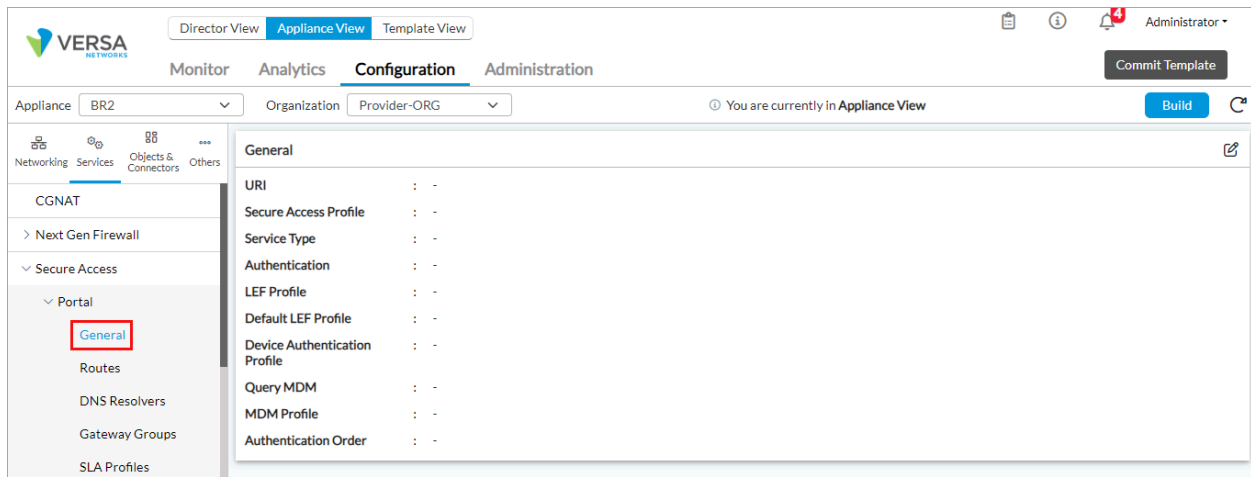 VERSA
NETWORKS
Director View Appliance View Template View
4
Administrator
Monitor Analytics Configuration Administration
Commit Template
Appliance BR2 Organization Provider-ORG You are currently in Appliance View Build
Networking Services Objects & Connectors Others
General
CGNAT
Next Gen Firewall
Secure Access
Portal
General
Routes
DNS Resolvers
Gateway Groups
SLA Profiles
URI : -
Secure Access Profile : -
Service Type : -
Authentication : -
LEF Profile : -
Default LEF Profile : -
Device Authentication : -
Profile
Query MDM : -
MDM Profile : -
Authentication Order : -